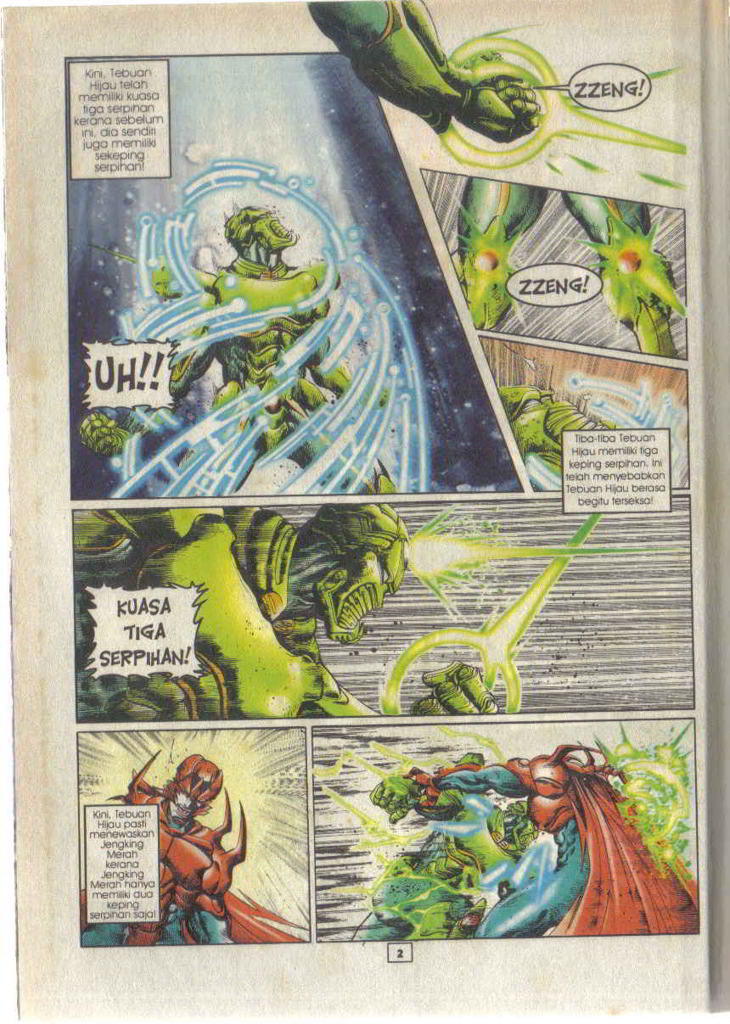 Kini, Tebuan
Hijau telah
memiliki kuasa
tiga serpihan
kerana sebelum
ini, dia sendiri
juga memiliki
sekeping
serpihan!
ZZENG!
ZZENG!
UH!!
Tiba-tiba Tebuan
Hijau memiliki tiga
keping serpihan. Ini
telah menyebabkan
Tebuan Hijau berasa
begitu terseksa!
KUASA
TIGA
SERPIHAN!
Kini, Tebuan
Hijau pasti
menewaskan
Jengking
Merah
kerana
Jengking
Merah hanya
memiliki dua
keping
serpihan saja!
2